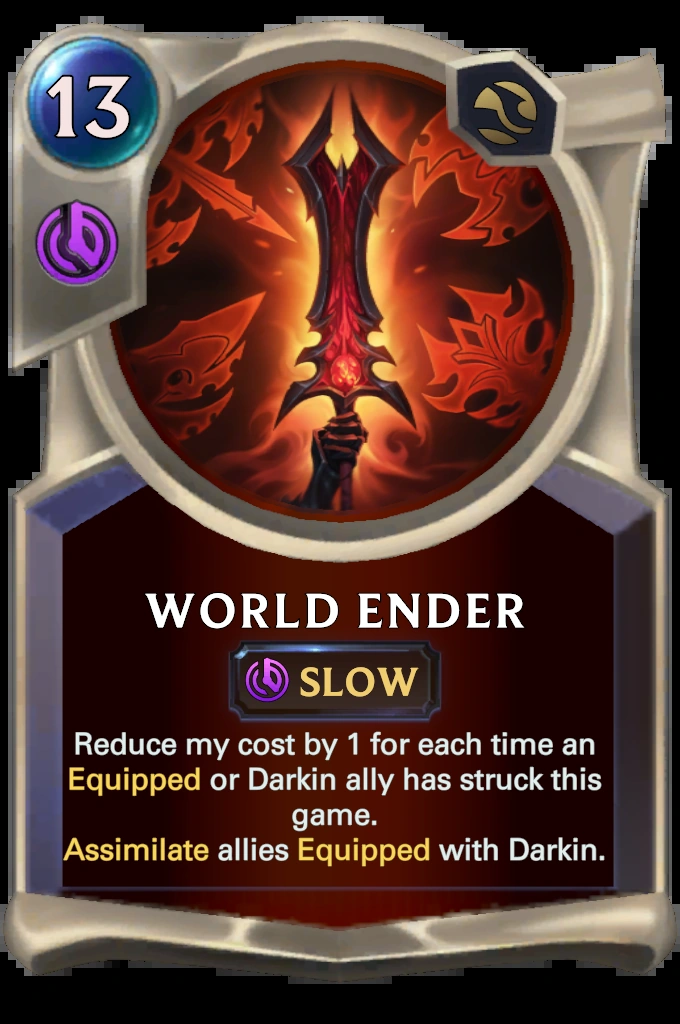 13
WORLD ENDER
SLOW
Reduce my cost by 1 for each time an
Equipped or Darkin ally has struck this
game.
Assimilate allies Equipped with Darkin.